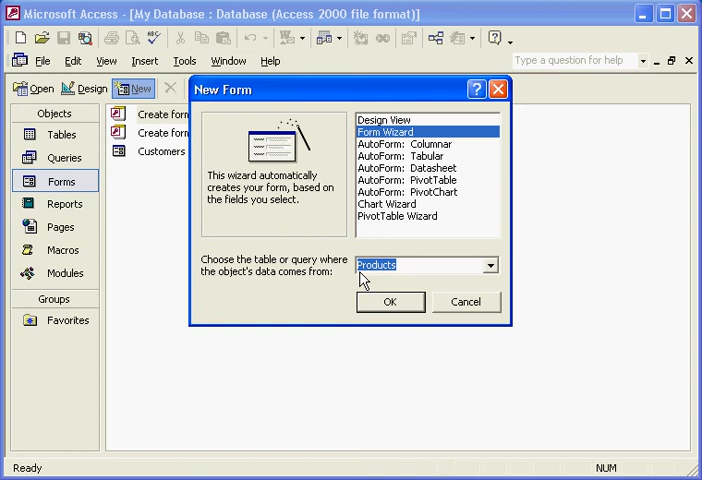 Microsoft Access - [My Database : Database (Access 2000 file format)]
File Edit View Insert Tools Window Help
Type a question for help
Open Design New
Objects
Tables
Queries
Forms
Reports
Pages
Macros
Modules
Groups
Favorites
Create form
Create form
Customers
New Form
This wizard automatically
creates your form, based on
the fields you select.
Design View
Form Wizard
AutoForm: Columnar
AutoForm: Tabular
AutoForm: Datasheet
AutoForm: PivotTable
AutoForm: PivotChart
Chart Wizard
PivotTable Wizard
Choose the table or query where
the object's data comes from:
Products
OK Cancel
Ready
NUM